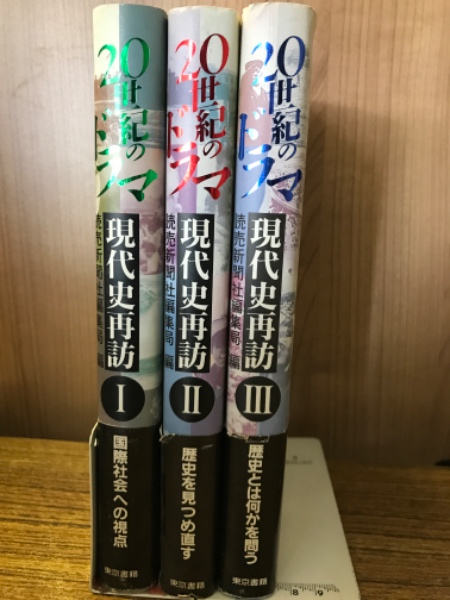 20世紀の
ドラマ
現代史再訪
読売新聞社編集局 編
I
国際社会への視点
東京書籍
20世紀の
ドラマ
現代史再訪
読売新聞社編集局 編
II
歴史を見つめ直す
東京書籍
20世紀の
ドラマ
現代史再訪
読売新聞社編集局 編
III
歴史とは何かを問う
東京書籍
8 9